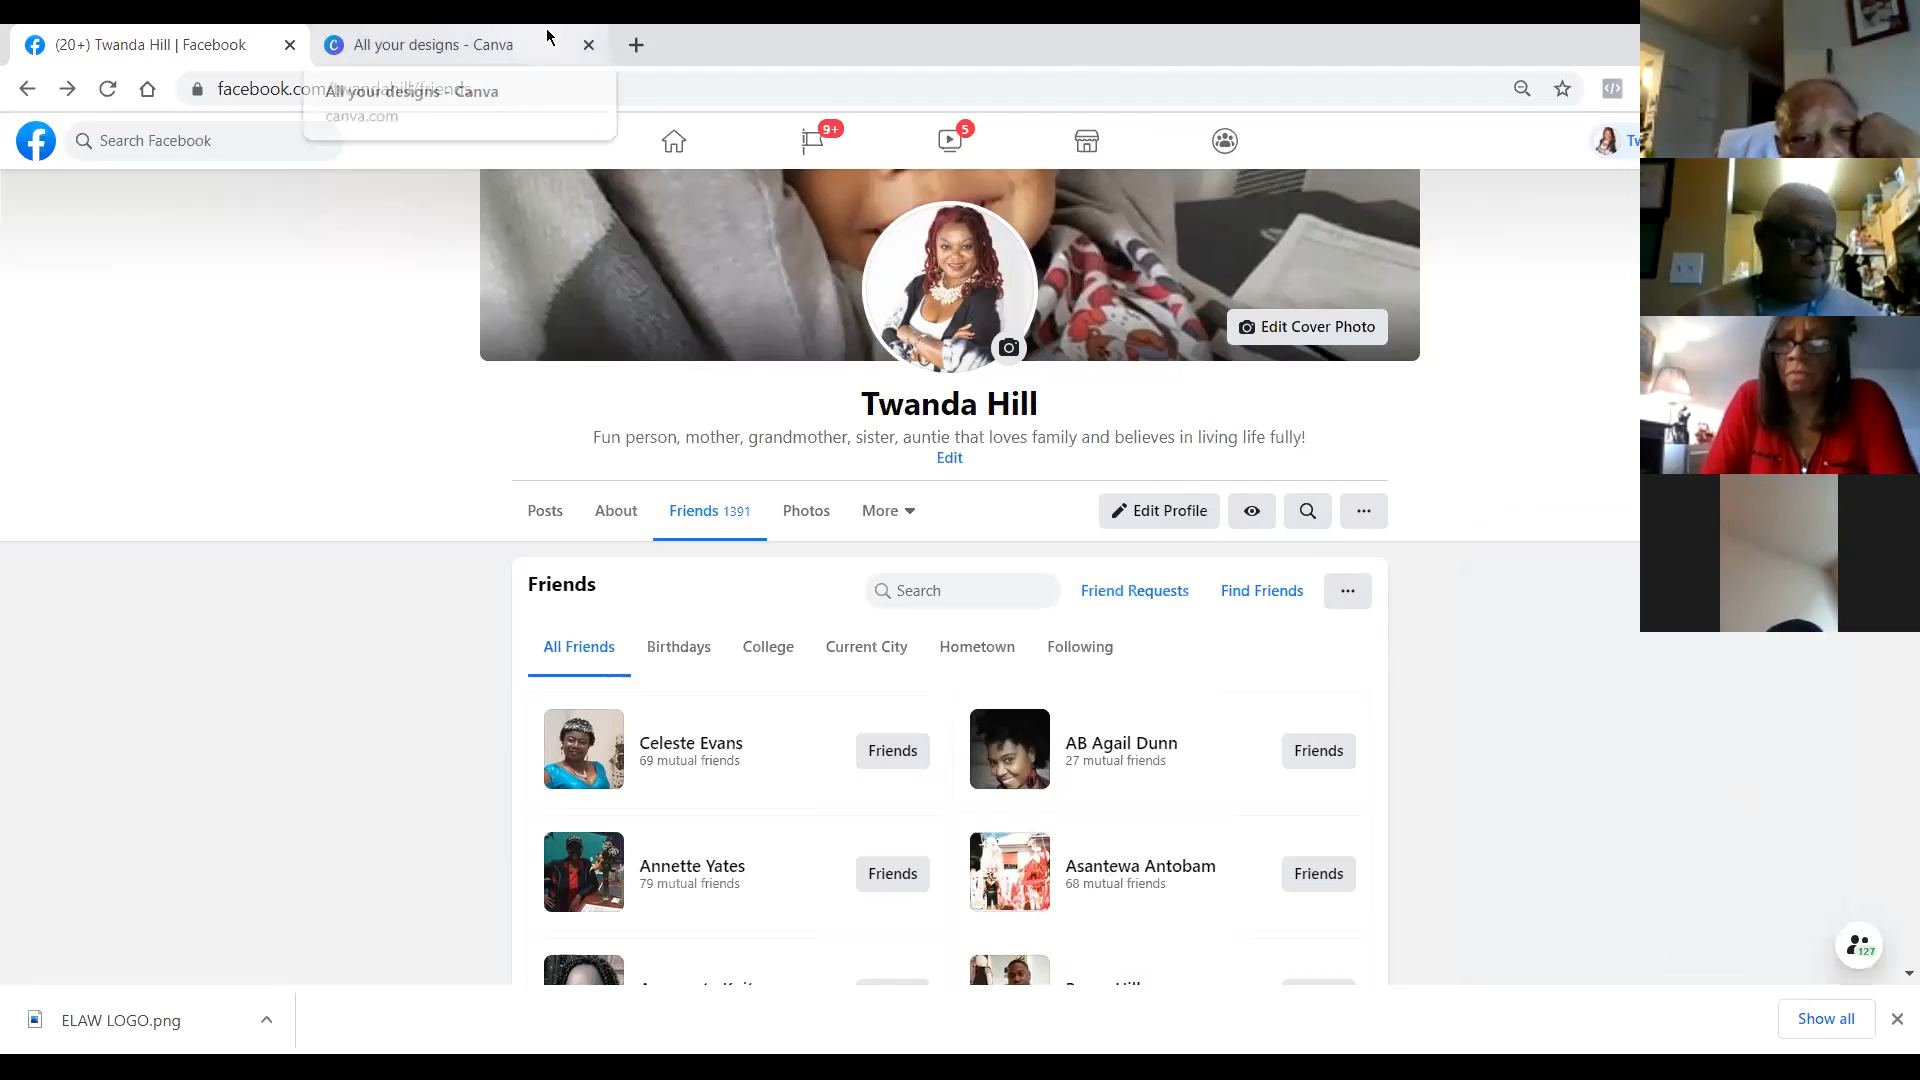 (20+) Twanda Hill | Facebook
All your designs - Canva
facebook.com/twandahill/friends
All your designs - Canva
canva.com
Search Facebook
9+
5
Tw
Edit Cover Photo
Twanda Hill
Fun person, mother, grandmother, sister, auntie that loves family and believes in living life fully!
Edit
Posts About Friends 1391 Photos More
Edit Profile
Friends
Search
Friend Requests
Find Friends
All Friends Birthdays College Current City Hometown Following
Celeste Evans
69 mutual friends
Friends
AB Agail Dunn
27 mutual friends
Friends
Annette Yates
79 mutual friends
Friends
Asantewa Antobam
68 mutual friends
Friends
127
ELAW LOGO.png
Show all